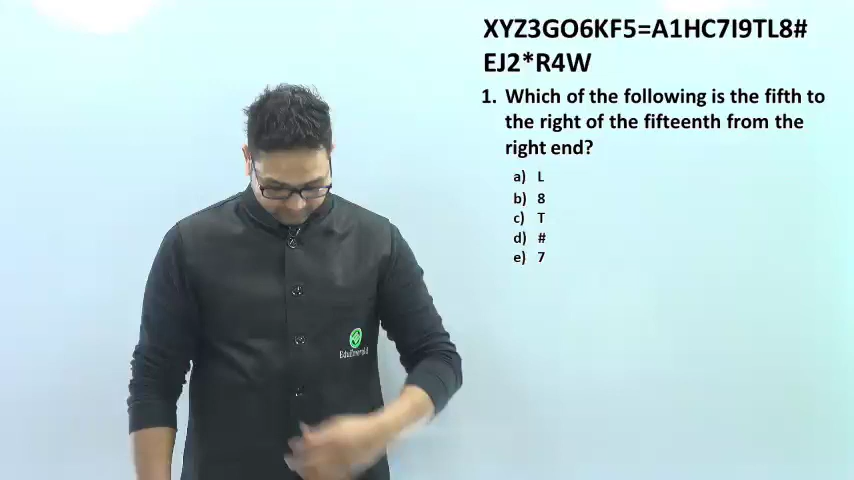 XYZ3GO6KF5=A1HC7I9TL8#
EJ2*R4W
1. Which of the following is the fifth to
the right of the fifteenth from the
right end?
a) L
b) 8
c) T
d) #
e) 7